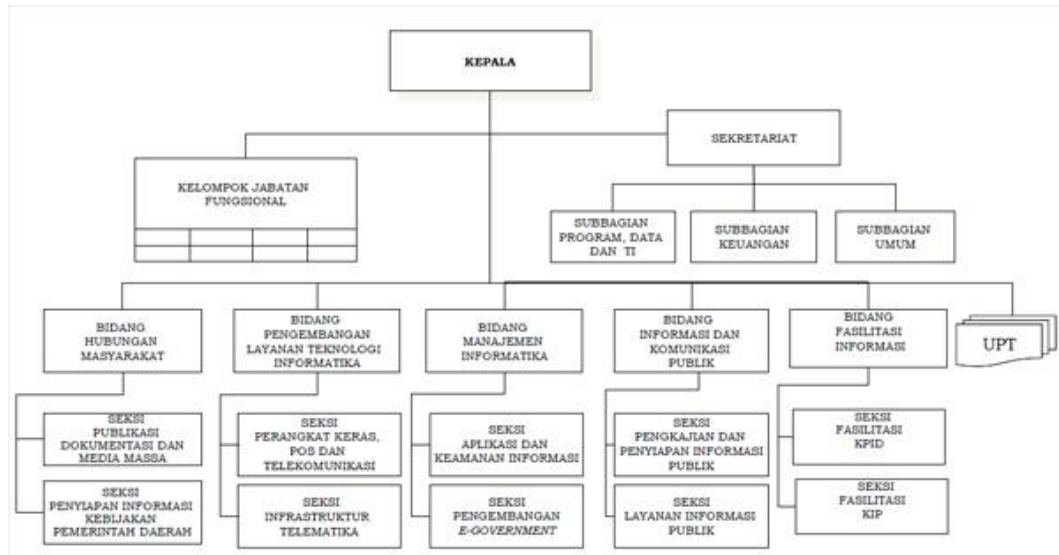 KEPALA
SEKRETARIAT
KELOMPOK JABATAN
FUNGSIONAL
SUBBAGIAN
PROGRAM, DATA
DAN TI
SUBBAGIAN
KEUANGAN
SUBBAGIAN
UMUM
BIDANG
HUBUNGAN
MASYARAKAT
BIDANG
PENGEMBANGAN
LAYANAN TEKNOLOGI
INFORMATIKA
BIDANG
MANAJEMEN
INFORMATIKA
BIDANG
INFORMASI DAN
KOMUNIKASI
PUBLIK
BIDANG
FASILITASI
INFORMASI
UPT
SEKSI
PUBLIKASI
DOKUMENTASI DAN
MEDIA MASSA
SEKSI
PERANGKAT KERAS,
POS DAN
TELEKOMUNIKASI
SEKSI
APLIKASI DAN
KEAMANAN INFORMASI
SEKSI
PENGKAJIAN DAN
PENYIAPAN INFORMASI
PUBLIK
SEKSI
FASILITASI
KPID
SEKSI
PENYIAPAN INFORMASI
KEBIJAKAN
PEMERINTAH DAERAH
SEKSI
INFRASTRUKTUR
TELEMATIKA
SEKSI
PENGEMBANGAN
E-GOVERNMENT
SEKSI
LAYANAN INFORMASI
PUBLIK
SEKSI
FASILITASI
KIP